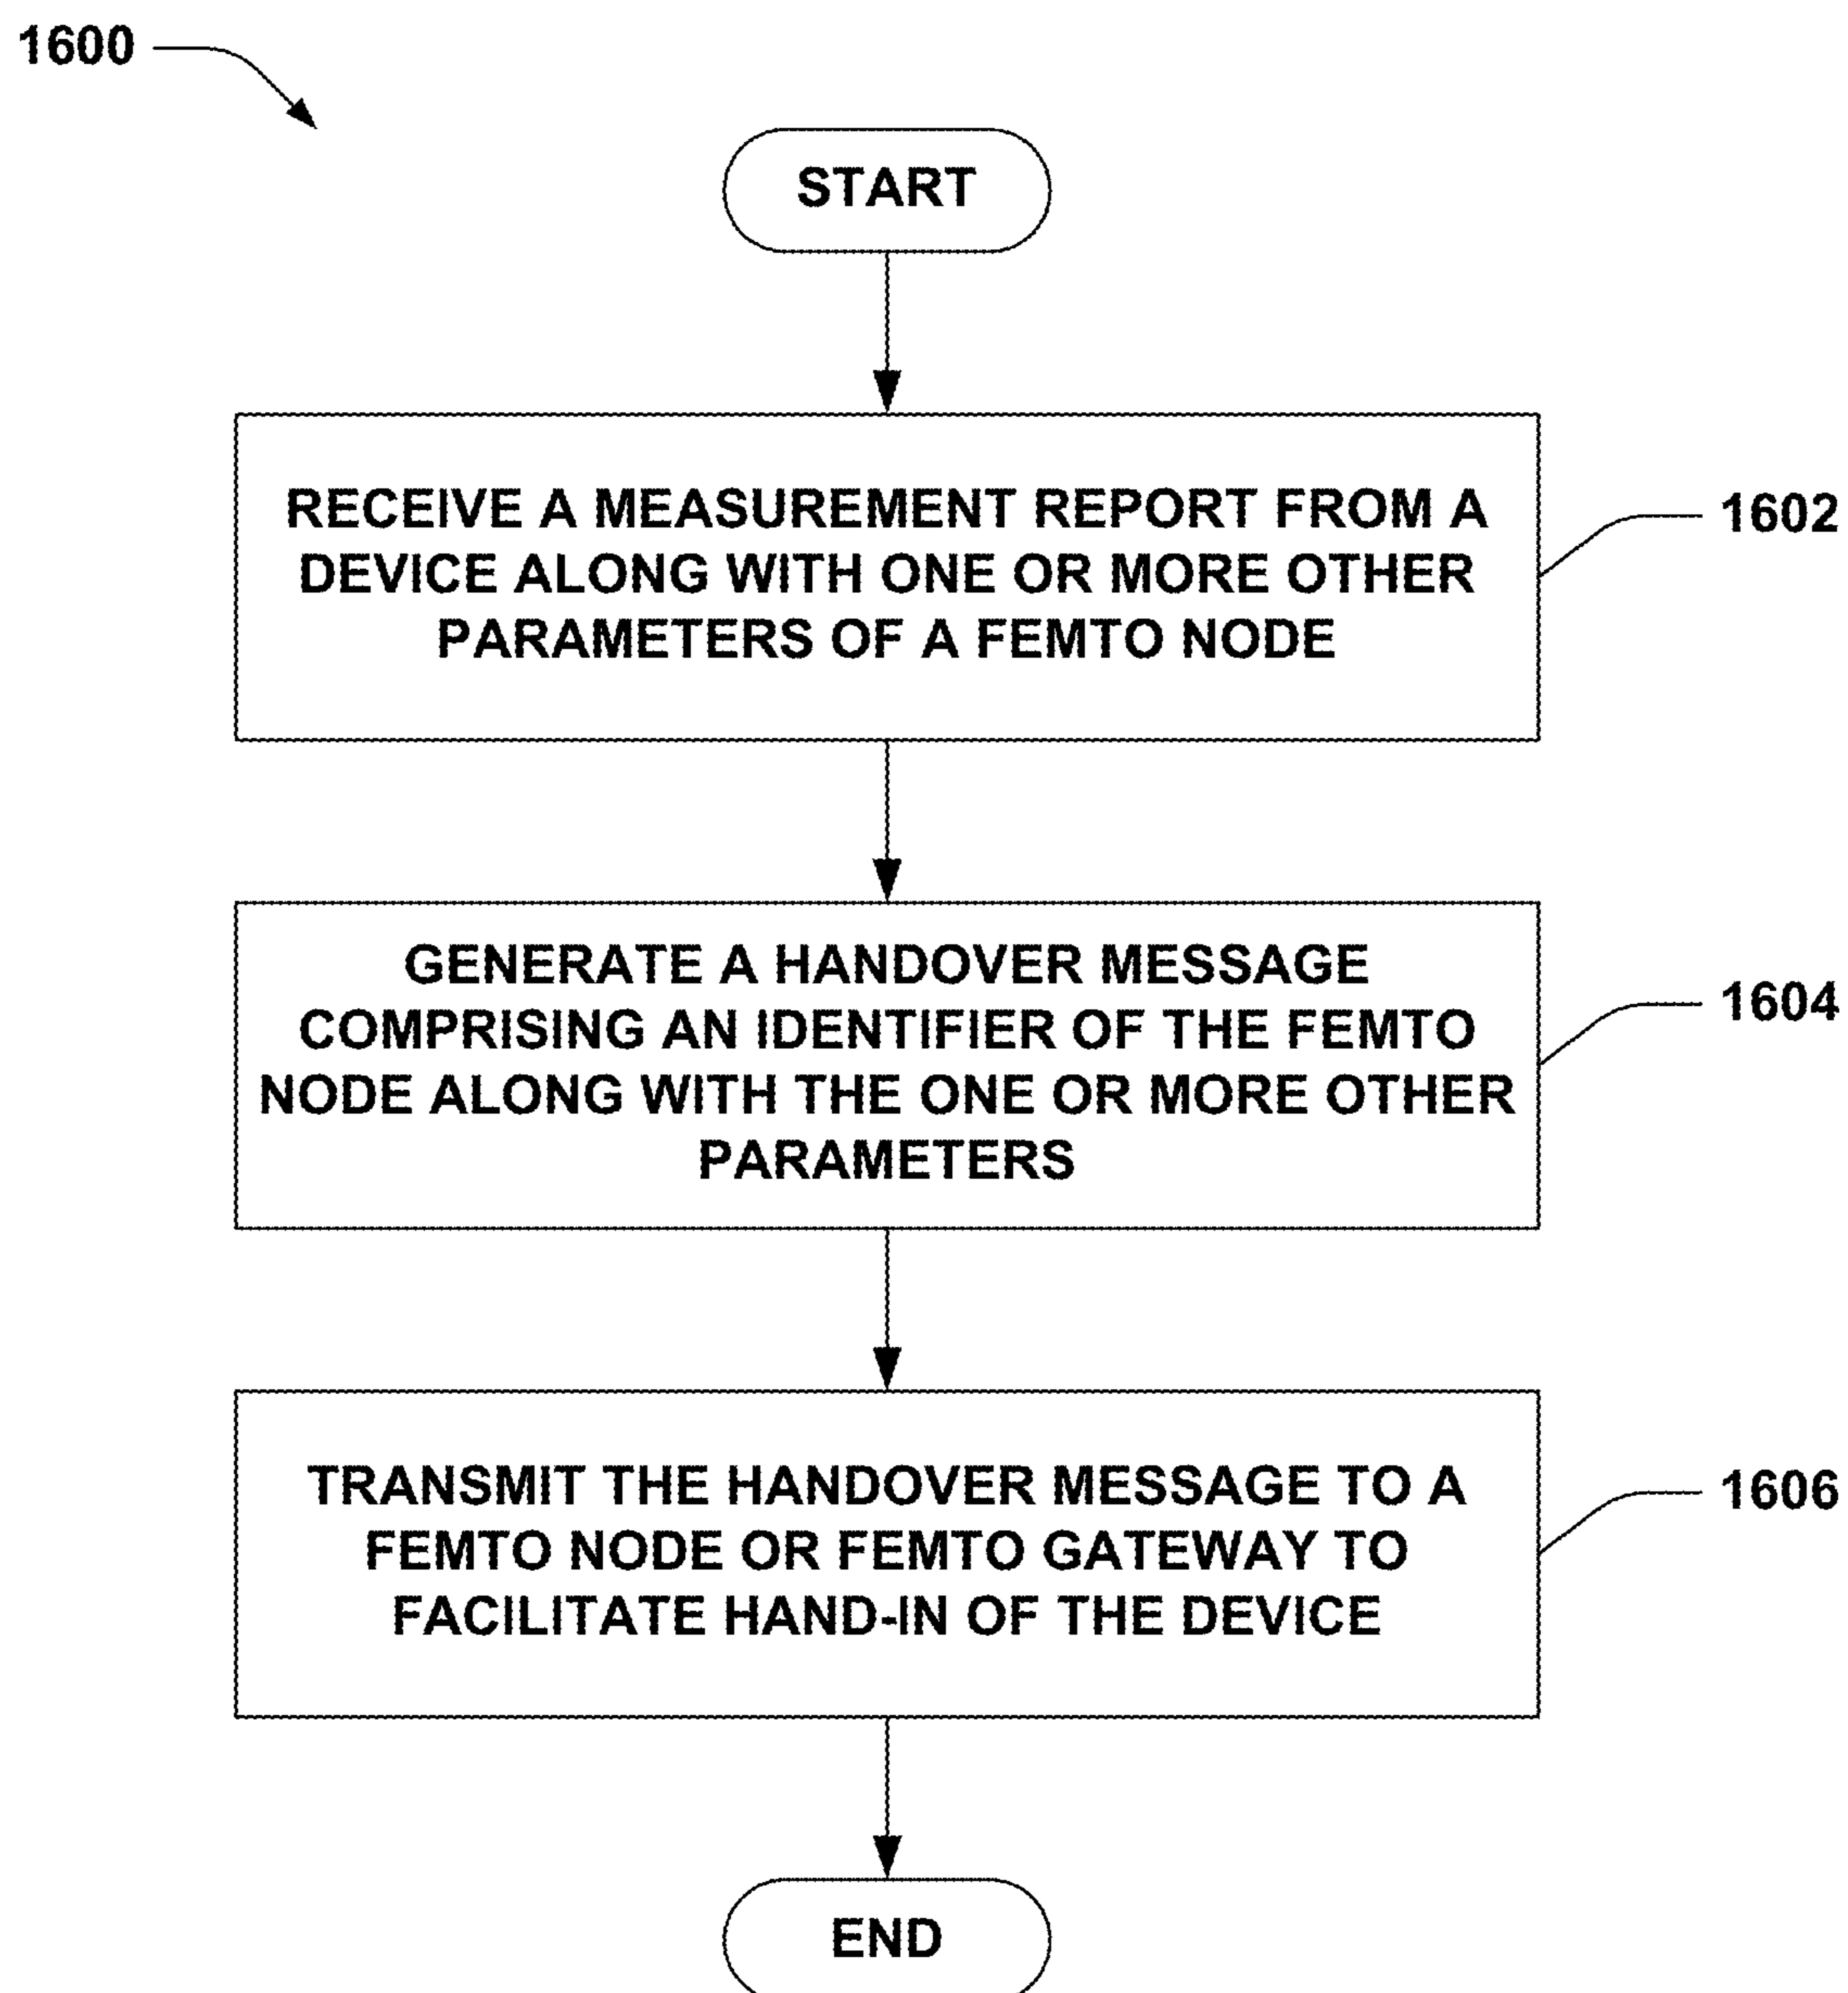 1600
START
RECEIVE A MEASUREMENT REPORT FROM A
DEVICE ALONG WITH ONE OR MORE OTHER
PARAMETERS OF A FEMTO NODE
1602
GENERATE A HANDOVER MESSAGE
COMPRISING AN IDENTIFIER OF THE FEMTO
NODE ALONG WITH THE ONE OR MORE OTHER
PARAMETERS
1604
TRANSMIT THE HANDOVER MESSAGE TO A
FEMTO NODE OR FEMTO GATEWAY TO
FACILITATE HAND-IN OF THE DEVICE
1606
END